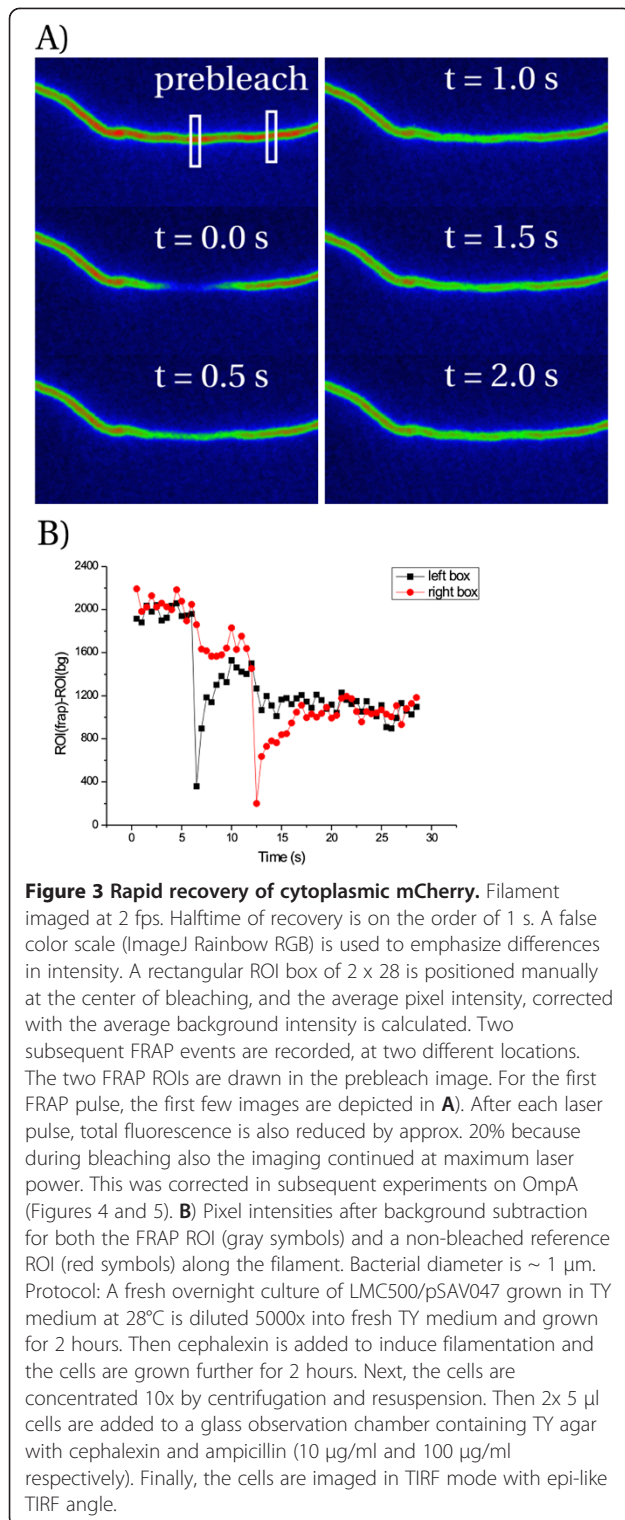 A)
prebleach
t = 1.0 s
t = 0.0 s
t = 1.5 s
t = 0.5 s
t = 2.0 s
B)
2400
2000
1600
1200
800
400
0
ROI(frap)-ROI(bg)
left box
right box
0 5 10 15 20 25 30
Time (s)
Figure 3 Rapid recovery of cytoplasmic mCherry. Filament
imaged at 2 fps. Halftime of recovery is on the order of 1 s. A false
color scale (ImageJ Rainbow RGB) is used to emphasize differences
in intensity. A rectangular ROI box of 2 x 28 is positioned manually
at the center of bleaching, and the average pixel intensity, corrected
with the average background intensity is calculated. Two
subsequent FRAP events are recorded, at two different locations.
The two FRAP ROIs are drawn in the prebleach image. For the first
FRAP pulse, the first few images are depicted in A). After each laser
pulse, total fluorescence is also reduced by approx. 20% because
during bleaching also the imaging continued at maximum laser
power. This was corrected in subsequent experiments on OmpA
(Figures 4 and 5). B) Pixel intensities after background subtraction
for both the FRAP ROI (gray symbols) and a non-bleached reference
ROI (red symbols) along the filament. Bacterial diameter is ~ 1 μm.
Protocol: A fresh overnight culture of LMC500/pSAV047 grown in TY
medium at 28°C is diluted 5000x into fresh TY medium and grown
for 2 hours. Then cephalexin is added to induce filamentation and
the cells are grown further for 2 hours. Next, the cells are
concentrated 10x by centrifugation and resuspension. Then 2x 5 μl
cells are added to a glass observation chamber containing TY agar
with cephalexin and ampicillin (10 μg/ml and 100 μg/ml
respectively). Finally, the cells are imaged in TIRF mode with epi-like
TIRF angle.